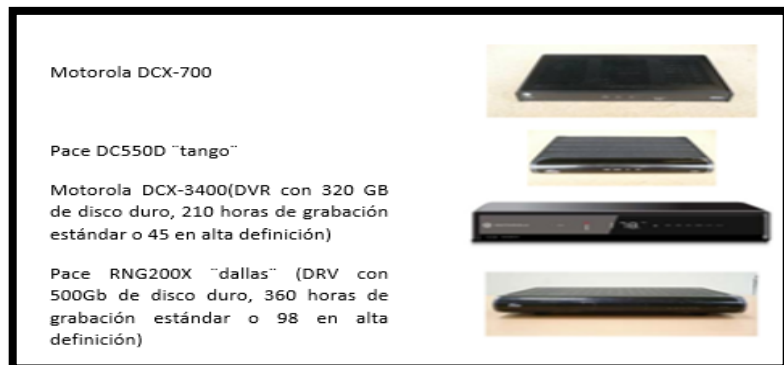 Motorola DCX-700
Pace DC550D ¨tango¨
Motorola DCX-3400(DVR con 320 GB
de disco duro, 210 horas de grabación
estándar o 45 en alta definición)
Pace RNG200X ¨dallas¨ (DRV con
500Gb de disco duro, 360 horas de
grabación estándar o 98 en alta
definición)